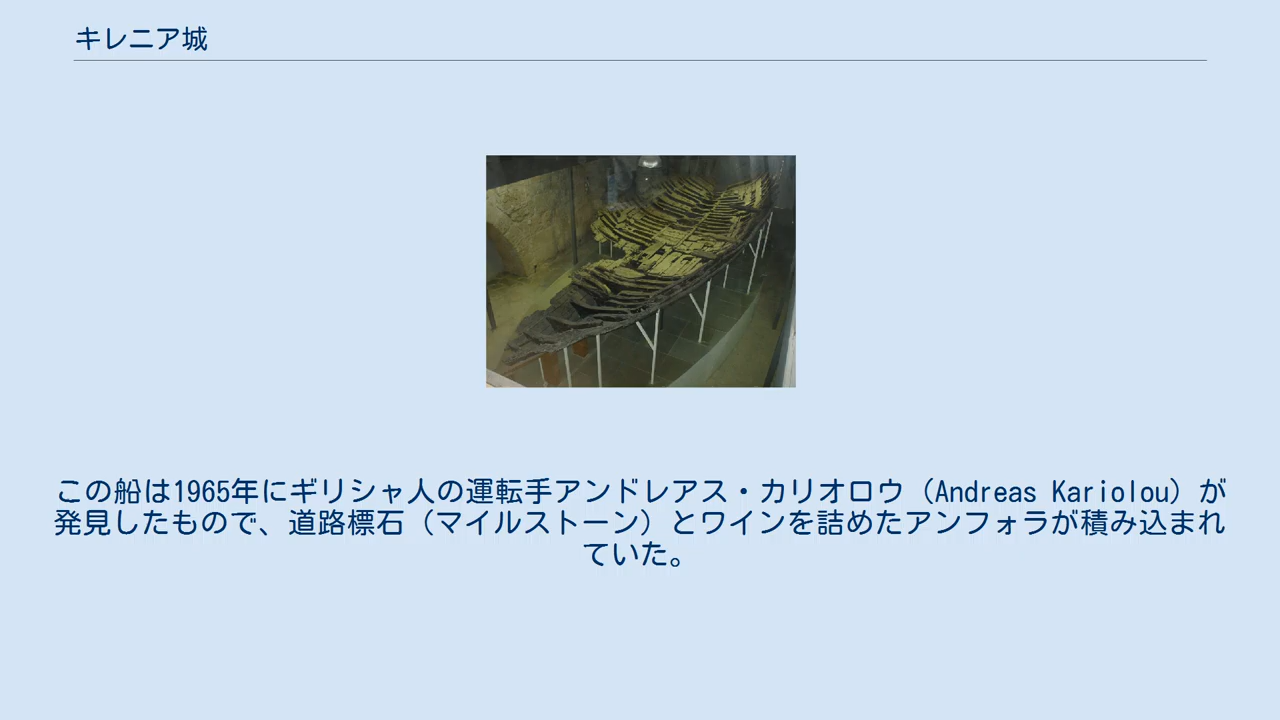 キレニア城
この船は1965年にギリシャ人の運転手アンドレアス・カリオロウ（Andreas Kariolou）が
発見したもので、道路標石（マイルストーン）とワインを詰めたアンフォラが積み込まれ
ていた。